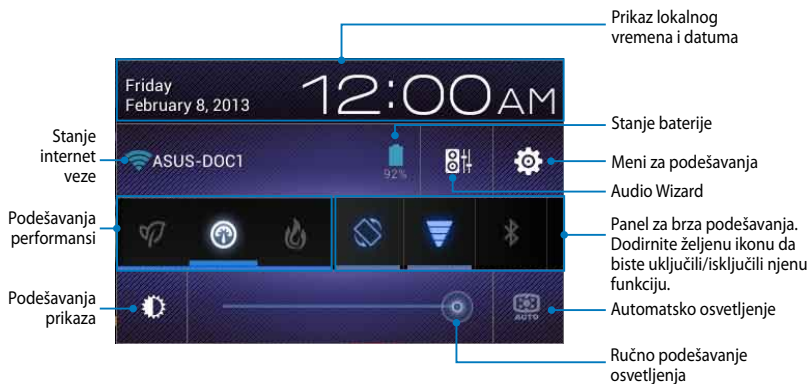 Prikaz lokalnog
vremena i datuma
Friday
February 8, 2013
12:00 AM
Stanje baterije
Stanje
internet
veze
ASUS-DOC1
92%
Meni za podešavanja
Audio Wizard
Podešavanja
performansi
Panel za brza podešavanja.
Dodirnite željenu ikonu da
biste uključili/isključili njenu
funkciju.
Podešavanja
prikaza
AUTO
Automatsko osvetljenje
Ručno podešavanje
osvetljenja